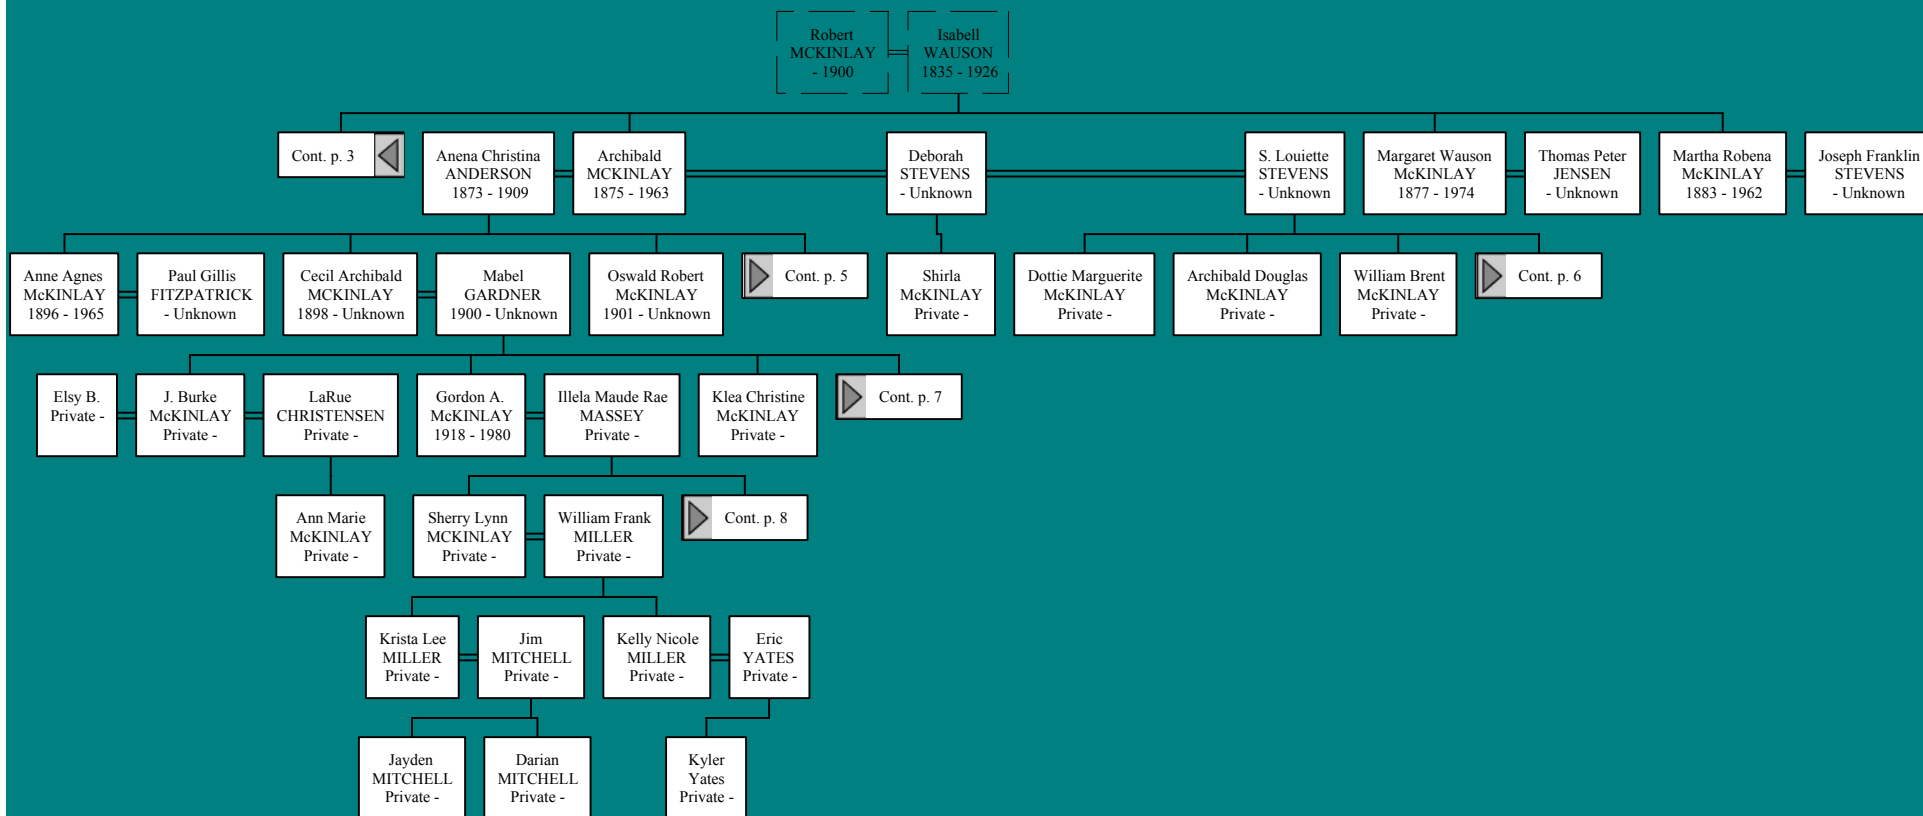 Robert
MCKINLAY
- 1900
Isabell
WAUSON
1835 - 1926
Cont. p. 3
Anena Christina
ANDERSON
1873 - 1909
Archibald
MCKINLAY
1875 - 1963
Deborah
STEVENS
- Unknown
S. Louiette
STEVENS
- Unknown
Margaret Wauson
McKINLAY
1877 - 1974
Thomas Peter
JENSEN
- Unknown
Martha Robena
McKINLAY
1883 - 1962
Joseph Franklin
STEVENS
- Unknown
Anne Agnes
McKINLAY
1896 - 1965
Paul Gillis
FITZPATRICK
- Unknown
Cecil Archibald
MCKINLAY
1898 - Unknown
Mabel
GARDNER
1900 - Unknown
Oswald Robert
McKINLAY
1901 - Unknown
Cont. p. 5
Shirla
McKINLAY
Private -
Dottie Marguerite
McKINLAY
Private -
Archibald Douglas
McKINLAY
Private -
William Brent
McKINLAY
Private -
Cont. p. 6
Elsy B.
Private -
J. Burke
McKINLAY
Private -
LaRue
CHRISTENSEN
Private -
Gordon A.
McKINLAY
1918 - 1980
Illela Maude Rae
MASSEY
Private -
Klea Christine
McKINLAY
Private -
Cont. p. 7
Ann Marie
McKINLAY
Private -
Sherry Lynn
MCKINLAY
Private -
William Frank
MILLER
Private -
Cont. p. 8
Krista Lee
MILLER
Private -
Jim
MITCHELL
Private -
Kelly Nicole
MILLER
Private -
Eric
YATES
Private -
Jayden
MITCHELL
Private -
Darian
MITCHELL
Private -
Kyler
Yates
Private -